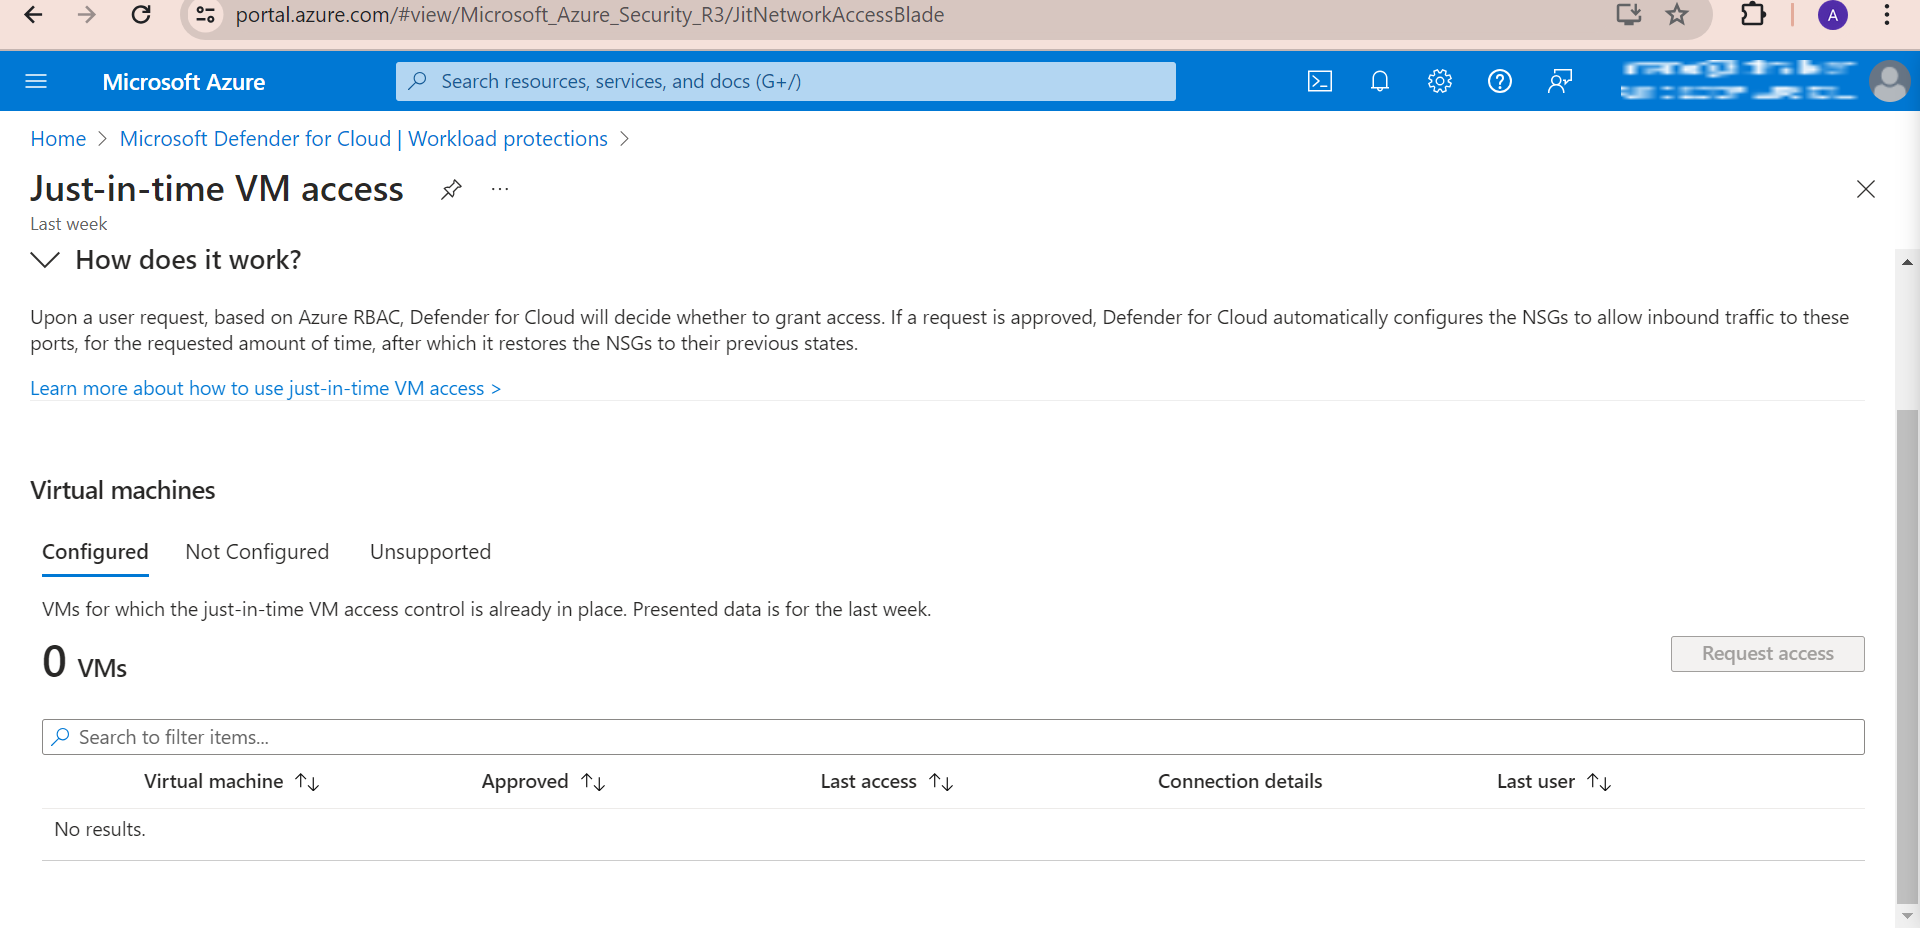 portal.azure.com/#view/Microsoft_Azure_Security_R3/JitNetworkAccessBlade
A
Microsoft Azure
Search resources, services, and docs (G+/)
Home > Microsoft Defender for Cloud | Workload protections >
Just-in-time VM access
...
Last week
How does it work?
Upon a user request, based on Azure RBAC, Defender for Cloud will decide whether to grant access. If a request is approved, Defender for Cloud automatically configures the NSGs to allow inbound traffic to these
ports, for the requested amount of time, after which it restores the NSGs to their previous states.
Learn more about how to use just-in-time VM access >
Virtual machines
Configured Not Configured Unsupported
VMs for which the just-in-time VM access control is already in place. Presented data is for the last week.
0 VMs
Request access
Search to filter items...
Virtual machine ↑↓ Approved ↑↓ Last access ↑↓ Connection details Last user ↑↓
No results.